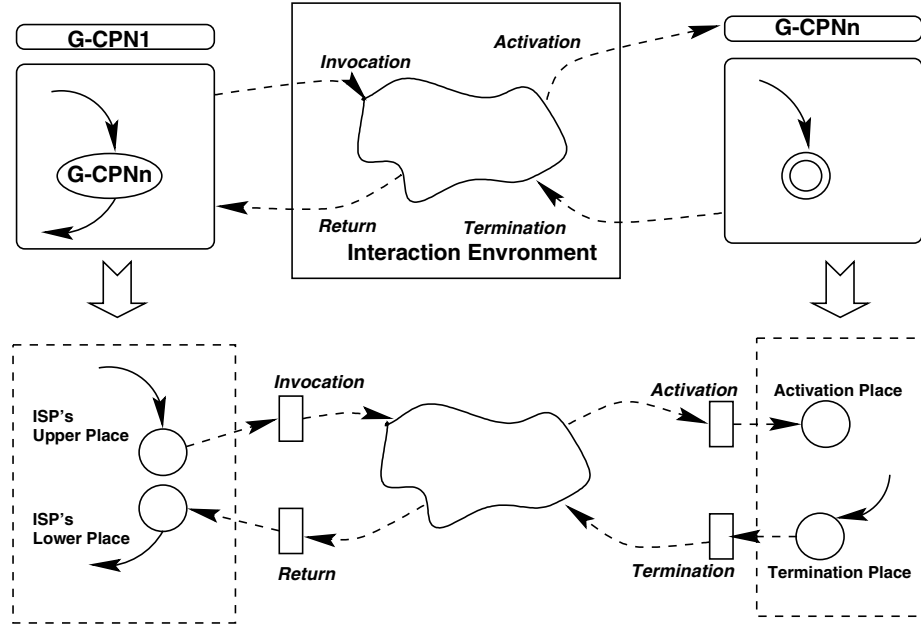 G-CPN1
G-CPNn
Activation
Invocation
G-CPNn
Return
Termination
Interaction Envronment
Invocation
Activation
ISP's
Upper Place
Activation Place
ISP's
Lower Place
Return
Termination
Termination Place